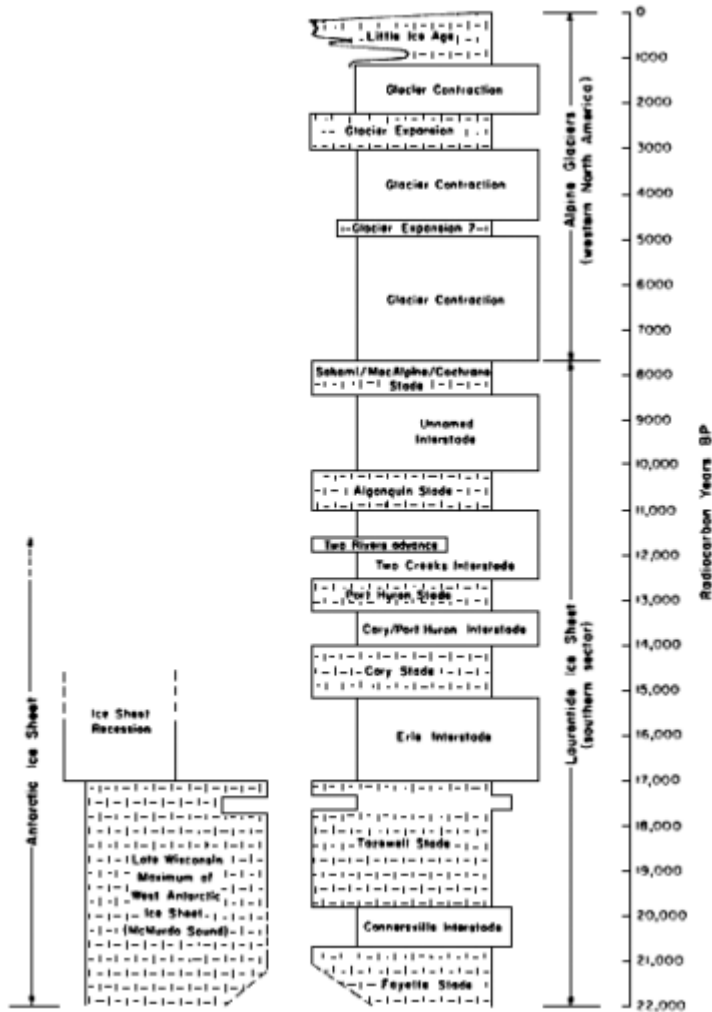 Little Ice Age
Glacier Contraction
Glacier Expansion
Glacier Contraction
Glacier Expansion ?
Glacier Contraction
Sakami/MacAlpine/Cochrane
Stade
Unnamed
Interstade
Algonquin Stade
Two Rivers advance
Two Creeks Interstade
Port Huron Stade
Cary/Port Huron Interstade
Cary Stade
Erie Interstade
Tazewell Stade
Connersville Interstade
Fayette Stade
Antarctic Ice Sheet
Ice Sheet
Recession
Late Wisconsin
Maximum of
West Antarctic
Ice Sheet
(McMurdo Sound)
Alpine Glaciers
(western North America)
Laurentide Ice Sheet
(southern sector)
0
1000
2000
3000
4000
5000
6000
7000
8000
9000
10,000
11,000
12,000
13,000
14,000
15,000
16,000
17,000
18,000
19,000
20,000
21,000
22,000
Radiocarbon Years BP